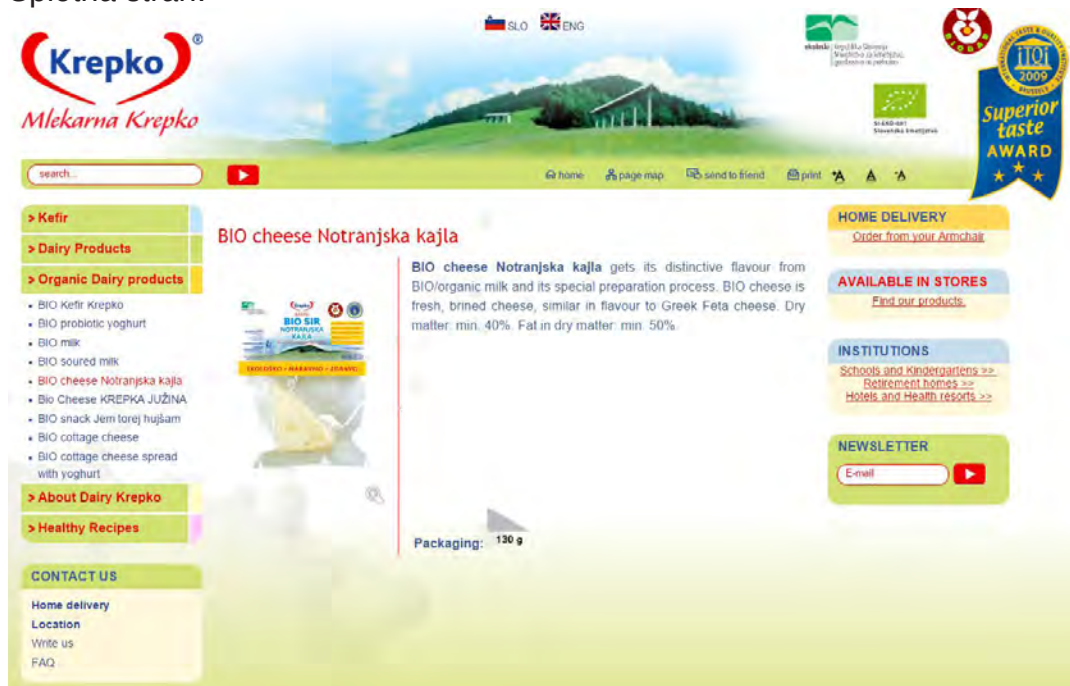 Spletna stran:
SLO ENG
Krepko®
Mlekarna Krepko
BIOBAR
iTQi
2009
BRUSSELS
Superior
taste
AWARD
search...
home page map send to friend print A A A
> Kefir
> Dairy Products
> Organic Dairy products
BIO Kefir Krepko
BIO probiotic yoghurt
BIO milk
BIO soured milk
BIO cheese Notranjska kajla
Bio Cheese KREPKA JUŽINA
BIO snack Jem torej hujšam
BIO cottage cheese
BIO cottage cheese spread
with yoghurt
> About Dairy Krepko
> Healthy Recipes
CONTACT US
Home delivery
Location
Write us
FAQ
BIO cheese Notranjska kajla
Krepko
BIO SIR
NOTRANJSKA
KAJLA
EKOLOŠKO • NARAVNO • ZDRAVO
BIO cheese Notranjska kajla gets its distinctive flavour from
BIO/organic milk and its special preparation process. BIO cheese is
fresh, brined cheese, similar in flavour to Greek Feta cheese. Dry
matter: min. 40%. Fat in dry matter: min. 50%.
Packaging: 130 g
HOME DELIVERY
Order from your Armchair
AVAILABLE IN STORES
Find our products.
INSTITUTIONS
Schools and Kindergartens >>
Retirement homes >>
Hotels and Health resorts >>
NEWSLETTER
E-mail